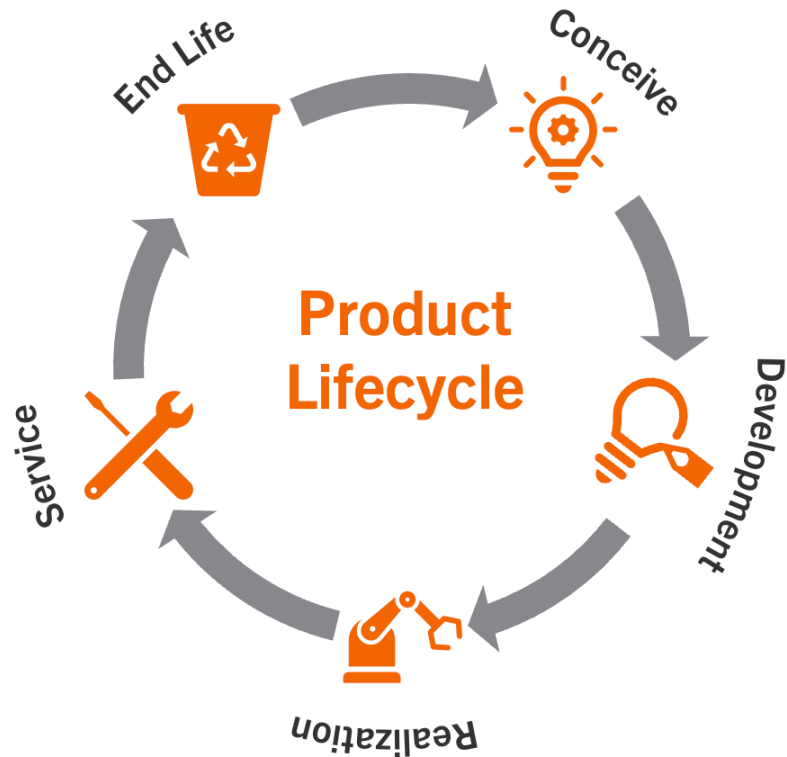 End Life
Conceive
Product
Lifecycle
Development
Service
Realization